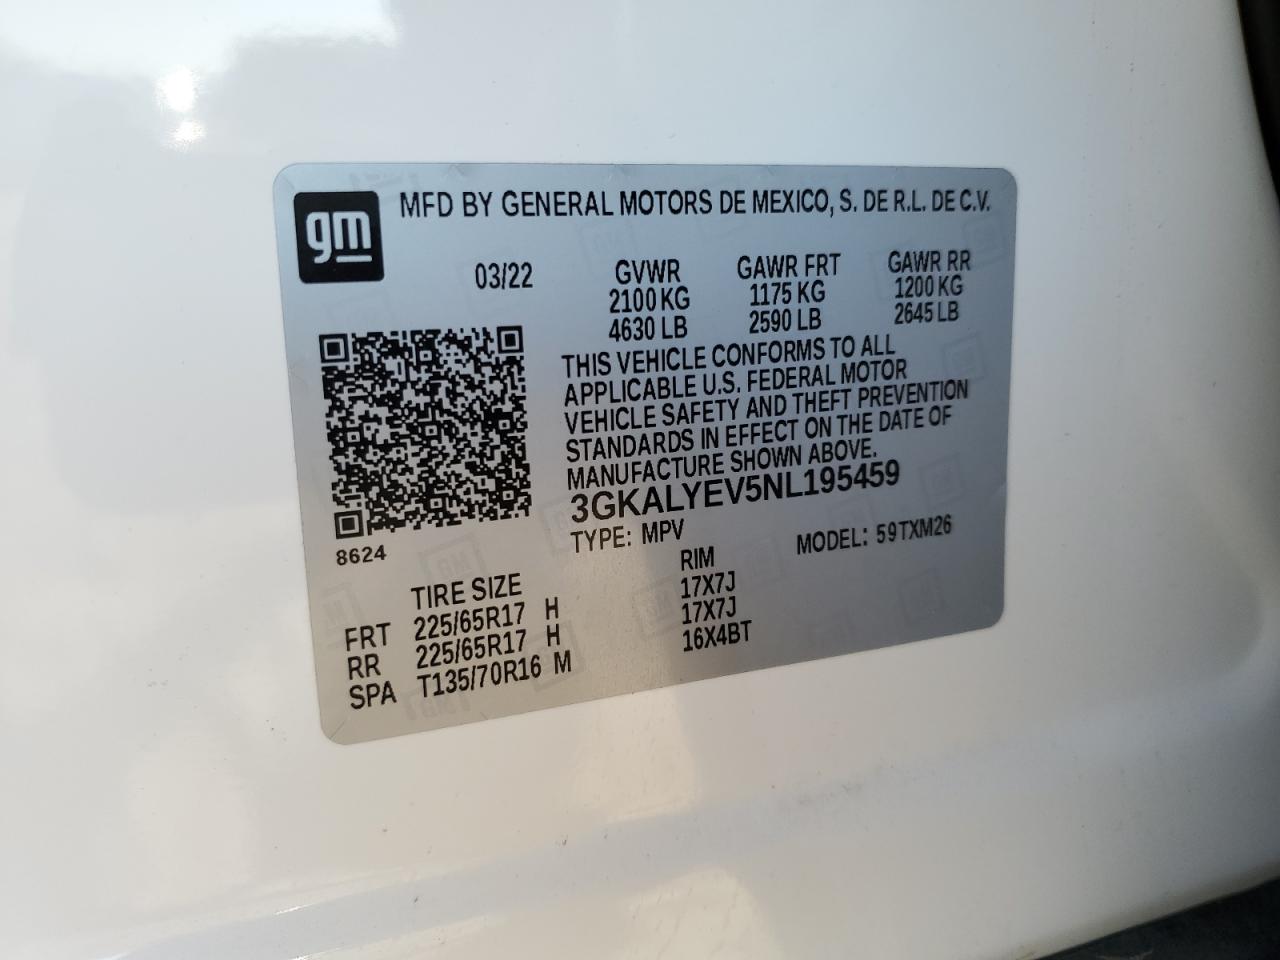 gm
MFD BY GENERAL MOTORS DE MEXICO, S. DE R.L. DE C.V.
03/22
GVWR GAWR FRT GAWR RR
2100 KG 1175 KG 1200 KG
4630 LB 2590 LB 2645 LB
THIS VEHICLE CONFORMS TO ALL
APPLICABLE U.S. FEDERAL MOTOR
VEHICLE SAFETY AND THEFT PREVENTION
STANDARDS IN EFFECT ON THE DATE OF
MANUFACTURE SHOWN ABOVE.
3GKALYEV5NL195459
TYPE: MPV MODEL: 59TXM26
8624
TIRE SIZE RIM
FRT 225/65R17 H 17X7J
RR 225/65R17 H 17X7J
SPA T135/70R16 M 16X4BT